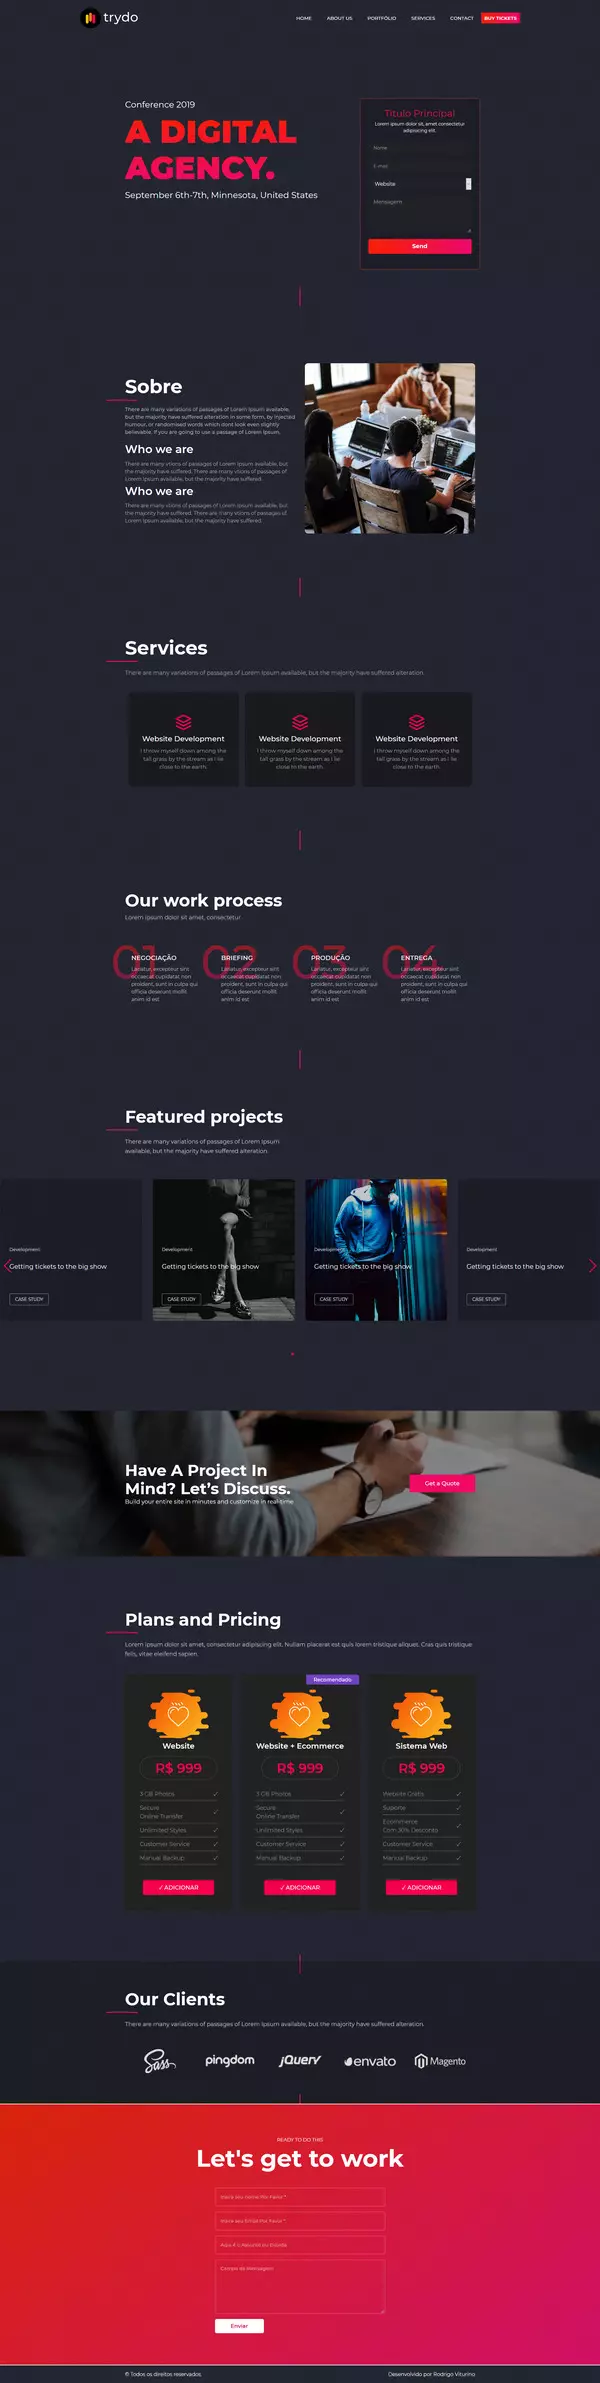 trydo
HOME ABOUT US PORTFÓLIO SERVICES CONTACT BUY TICKETS
Conference 2019
A DIGITAL
AGENCY.
September 6th-7th, Minnesota, United States
Titulo Principal
Lorem ipsum dolor sit, amet consectetur
adipisicing elit.
Nome
E-mail
Website
Mensagem
Send
Sobre
There are many variations of passages of Lorem Ipsum available,
but the majority have suffered alteration in some form, by injected
humour, or randomised words which dont look even slightly
believable. If you are going to use a passage of Lorem Ipsum.
Who we are
There are many vtions of passages of Lorem Ipsum available, but
the majority have suffered. There are many vtions of passages of
Lorem Ipsum available, but the majority have suffered.
Who we are
There are many vtions of passages of Lorem Ipsum available, but
the majority have suffered. There are many vtions of passages of
Lorem Ipsum available, but the majority have suffered.
Services
There are many variations of passages of Lorem Ipsum available, but the majority have suffered alteration.
Website Development
I throw myself down among the
tall grass by the stream as I lie
close to the earth.
Website Development
I throw myself down among the
tall grass by the stream as I lie
close to the earth.
Website Development
I throw myself down among the
tall grass by the stream as I lie
close to the earth.
Our work process
Lorem ipsum dolor sit amet, consectetur.
01
NEGOCIAÇÃO
Lariatur, excepteur sint
occaecat cupidatat non
proident, sunt in culpa qui
officia deserunt mollit
anim id est
02
BRIEFING
Lariatur, excepteur sint
occaecat cupidatat non
proident, sunt in culpa qui
officia deserunt mollit
anim id est
03
PRODUÇÃO
Lariatur, excepteur sint
occaecat cupidatat non
proident, sunt in culpa qui
officia deserunt mollit
anim id est
04
ENTREGA
Lariatur, excepteur sint
occaecat cupidatat non
proident, sunt in culpa qui
officia deserunt mollit
anim id est
Featured projects
There are many variations of passages of Lorem Ipsum
available, but the majority have suffered alteration.
Development
Getting tickets to the big show
CASE STUDY
Development
Getting tickets to the big show
CASE STUDY
Development
Getting tickets to the big show
CASE STUDY
Development
Getting tickets to the big show
CASE STUDY
Have A Project In
Mind? Let’s Discuss.
Build your entire site in minutes and customize in real-time
Get a Quote
Plans and Pricing
Lorem ipsum dolor sit amet, consectetur adipiscing elit. Nullam placerat est quis lorem tristique aliquet. Cras quis tristique
felis, vitae eleifend sapien.
Website
R$ 999
3 GB Photos
Secure
Online Transfer
Unlimited Styles
Customer Service
Manual Backup
✓ ADICIONAR
Recomendado
Website + Ecommerce
R$ 999
3 GB Photos
Secure
Online Transfer
Unlimited Styles
Customer Service
Manual Backup
✓ ADICIONAR
Sistema Web
R$ 999
Website Grátis
Suporte
Ecommerce
Com 30% Desconto
Customer Service
Manual Backup
✓ ADICIONAR
Our Clients
There are many variations of passages of Lorem Ipsum available, but the majority have suffered alteration.
Sass
pingdom
jQuery
envato
Magento
READY TO DO THIS
Let's get to work
Insira seu nome Por Favor *
Insira seu Email Por Favor *
Campo de Mensagem
Enviar
© Todos os direitos reservados.
Desenvolvido por Rodrigo Viturino